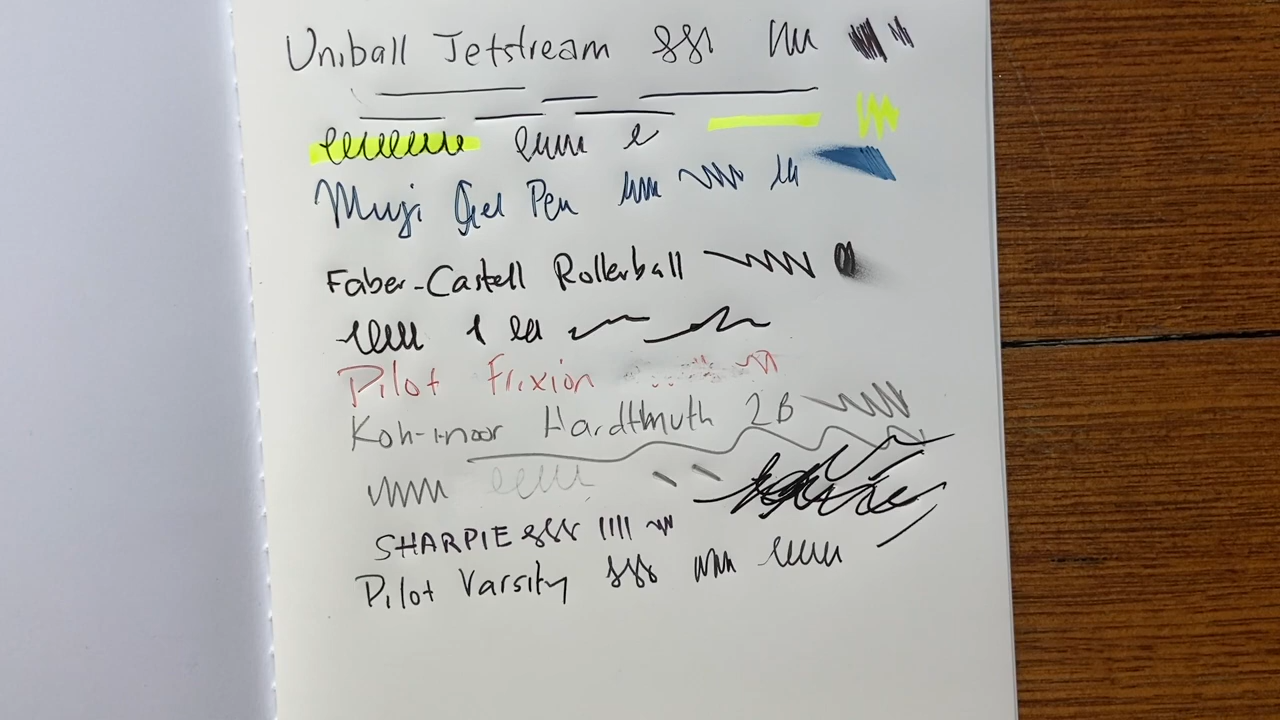 Uniball Jetstream
Muji Gel Pen
Faber-Castell Rollerball
Pilot Frixion
Koh-i-noor Hardtmuth 2B
SHARPIE
Pilot Varsity